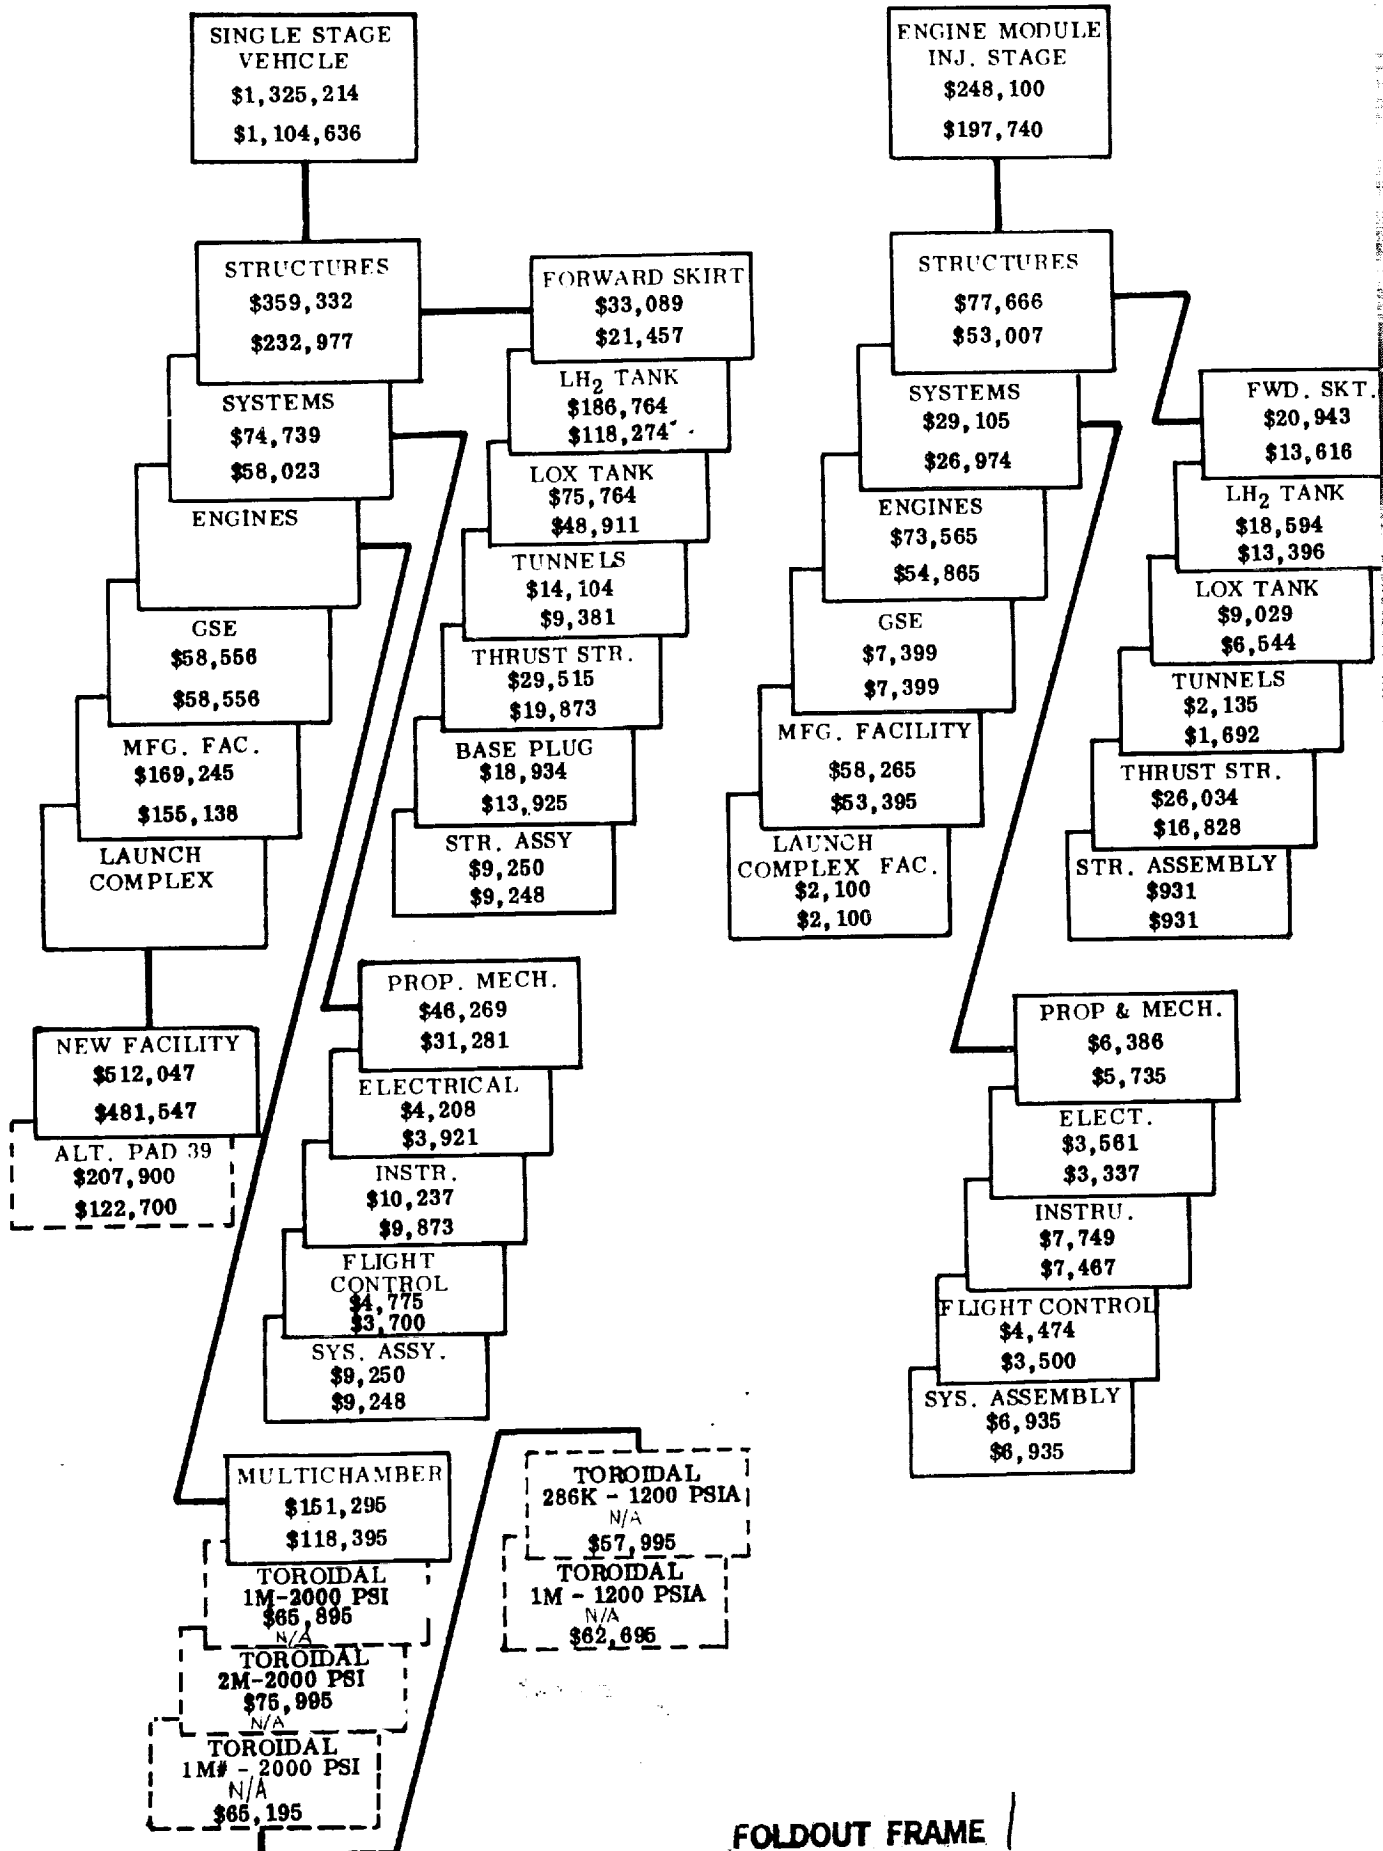 SINGLE STAGE
VEHICLE
$1,325,214
$1,104,636
STRUCTURES
$359,332
$232,977
SYSTEMS
$74,739
$58,023
ENGINES
GSE
$58,556
$58,556
MFG. FAC.
$169,245
$155,138
LAUNCH
COMPLEX
NEW FACILITY
$512,047
$481,547
ALT. PAD 39
$207,900
$122,700
FORWARD SKIRT
$33,089
$21,457
LH2 TANK
$186,764
$118,274
LOX TANK
$75,764
$48,911
TUNNELS
$14,104
$9,381
THRUST STR.
$29,515
$19,873
BASE PLUG
$18,934
$13,925
STR. ASSY
$9,250
$9,248
PROP. MECH.
$46,269
$31,281
ELECTRICAL
$4,208
$3,921
INSTR.
$10,237
$9,873
FLIGHT
CONTROL
$4,775
$3,700
SYS. ASSY.
$9,250
$9,248
MULTICHAMBER
$151,295
$118,395
TOROIDAL
1M-2000 PSI
$65,895
N/A
TOROIDAL
2M-2000 PSI
$75,995
N/A
TOROIDAL
1M# - 2000 PSI
N/A
$65,195
TOROIDAL
286K - 1200 PSIA
N/A
$57,995
TOROIDAL
1M - 1200 PSIA
N/A
$62,695
ENGINE MODULE
INJ. STAGE
$248,100
$197,740
STRUCTURES
$77,666
$53,007
SYSTEMS
$29,105
$26,974
ENGINES
$73,565
$54,865
GSE
$7,399
$7,399
MFG. FACILITY
$58,265
$53,395
LAUNCH
COMPLEX FAC.
$2,100
$2,100
FWD. SKT.
$20,943
$13,616
LH2 TANK
$18,594
$13,396
LOX TANK
$9,029
$6,544
TUNNELS
$2,135
$1,692
THRUST STR.
$26,034
$16,828
STR. ASSEMBLY
$931
$931
PROP & MECH.
$6,386
$5,735
ELECT.
$3,561
$3,337
INSTRU.
$7,749
$7,467
FLIGHT CONTROL
$4,474
$3,500
SYS. ASSEMBLY
$6,935
$6,935
FOLDOUT FRAME